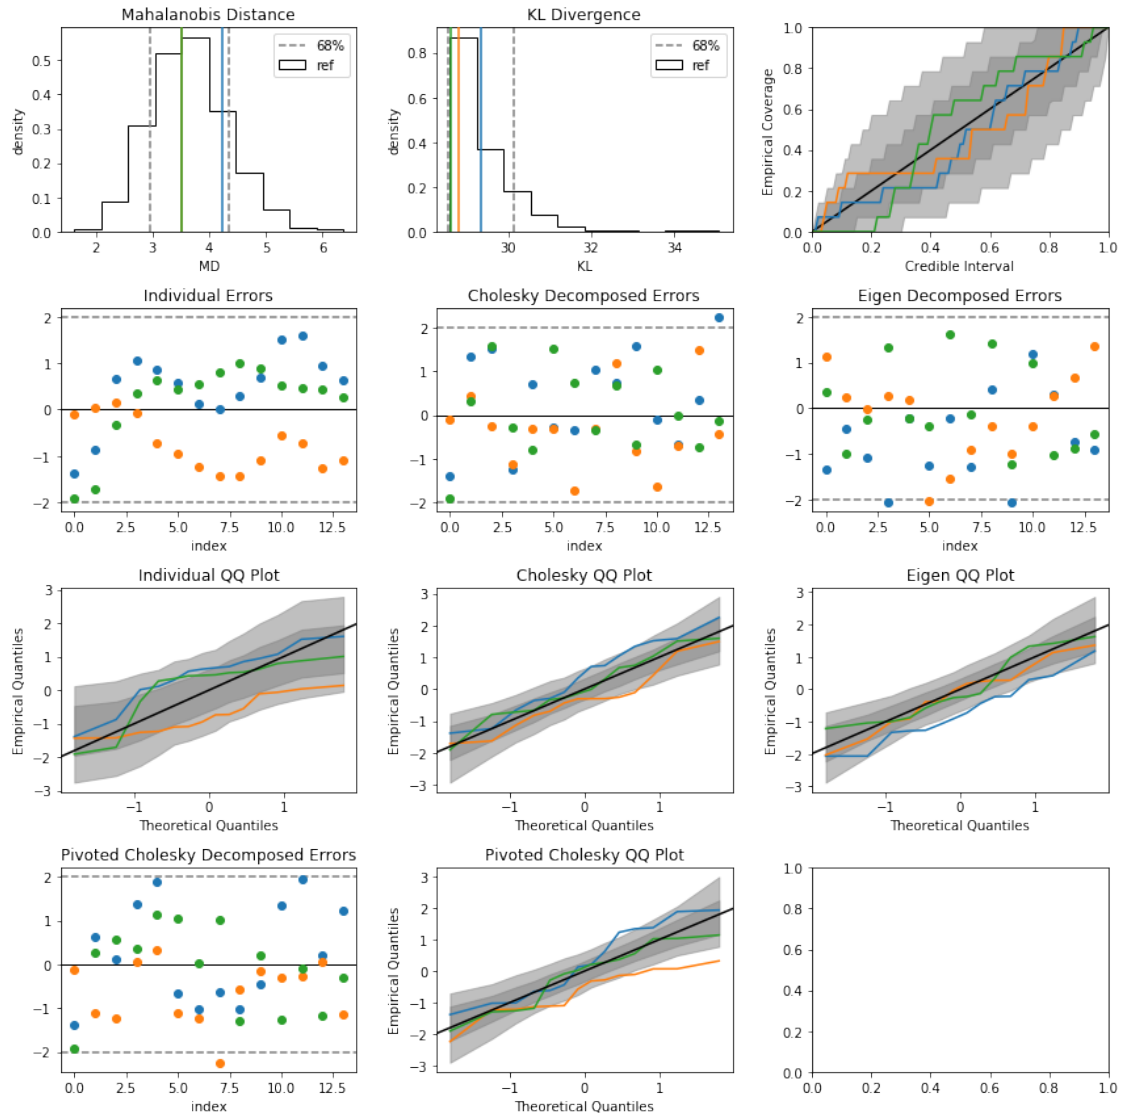 Mahalanobis Distance
density
0.5
0.4
0.3
0.2
0.1
0.0
68%
ref
2 3 4 5 6
MD
KL Divergence
density
0.8
0.6
0.4
0.2
0.0
68%
ref
30 32 34
KL
Empirical Coverage
1.0
0.8
0.6
0.4
0.2
0.0
0.0 0.2 0.4 0.6 0.8 1.0
Credible Interval
Individual Errors
2
1
0
−1
−2
0.0 2.5 5.0 7.5 10.0 12.5
index
Cholesky Decomposed Errors
2
1
0
−1
−2
0.0 2.5 5.0 7.5 10.0 12.5
index
Eigen Decomposed Errors
2
1
0
−1
−2
0.0 2.5 5.0 7.5 10.0 12.5
index
Individual QQ Plot
Empirical Quantiles
3
2
1
0
−1
−2
−3
−1 0 1
Theoretical Quantiles
Cholesky QQ Plot
Empirical Quantiles
3
2
1
0
−1
−2
−3
−1 0 1
Theoretical Quantiles
Eigen QQ Plot
Empirical Quantiles
3
2
1
0
−1
−2
−3
−1 0 1
Theoretical Quantiles
Pivoted Cholesky Decomposed Errors
2
1
0
−1
−2
0.0 2.5 5.0 7.5 10.0 12.5
index
Pivoted Cholesky QQ Plot
Empirical Quantiles
3
2
1
0
−1
−2
−3
−1 0 1
Theoretical Quantiles
1.0
0.8
0.6
0.4
0.2
0.0
0.0 0.2 0.4 0.6 0.8 1.0